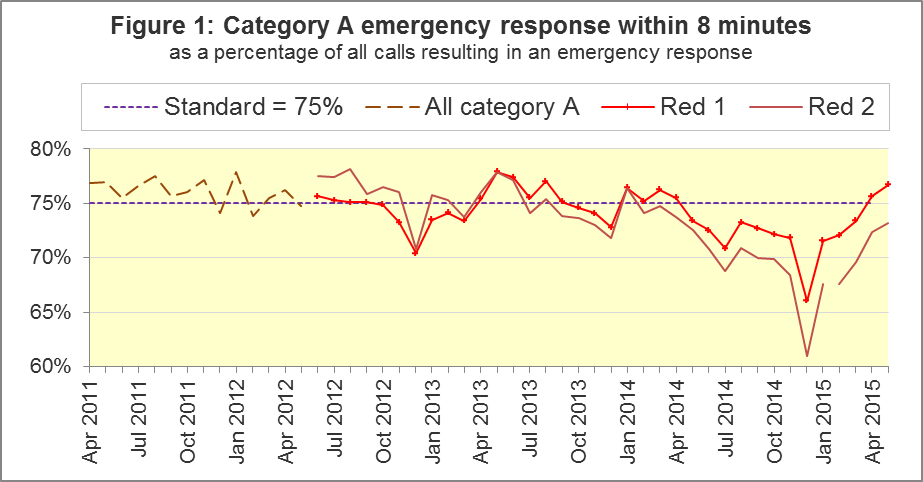 Figure 1: Category A emergency response within 8 minutes
as a percentage of all calls resulting in an emergency response
Standard = 75% All category A Red 1 Red 2
80%
75%
70%
65%
60%
Apr 2011
Jul 2011
Oct 2011
Jan 2012
Apr 2012
Jul 2012
Oct 2012
Jan 2013
Apr 2013
Jul 2013
Oct 2013
Jan 2014
Apr 2014
Jul 2014
Oct 2014
Jan 2015
Apr 2015